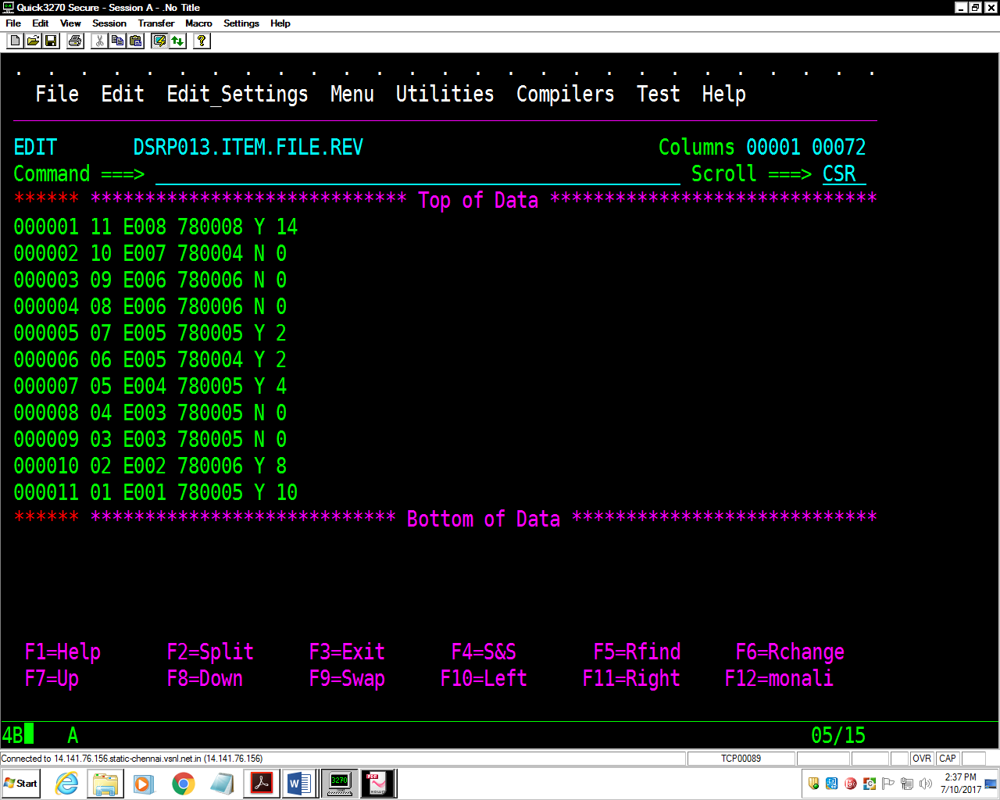 Quick3270 Secure - Session A - .No Title
File Edit View Session Transfer Macro Settings Help
. . . . . . . . . . . . . . . . . . . . . . . . . . .
File Edit Edit_Settings Menu Utilities Compilers Test Help
EDIT DSRP013.ITEM.FILE.REV Columns 00001 00072
Command ===> Scroll ===> CSR
****** ***************************** Top of Data ******************************
000001 11 E008 780008 Y 14
000002 10 E007 780004 N 0
000003 09 E006 780006 N 0
000004 08 E006 780006 N 0
000005 07 E005 780005 Y 2
000006 06 E005 780004 Y 2
000007 05 E004 780005 Y 4
000008 04 E003 780005 N 0
000009 03 E003 780005 N 0
000010 02 E002 780006 Y 8
000011 01 E001 780005 Y 10
****** **************************** Bottom of Data ****************************
F1=Help F2=Split F3=Exit F4=S&S F5=Rfind F6=Rchange
F7=Up F8=Down F9=Swap F10=Left F11=Right F12=monali
4B A 05/15
Connected to 14.141.76.156.static-chennai.vsnl.net.in (14.141.76.156) TCP00089 OVR CAP
Start 3270 2:37 PM
7/10/2017